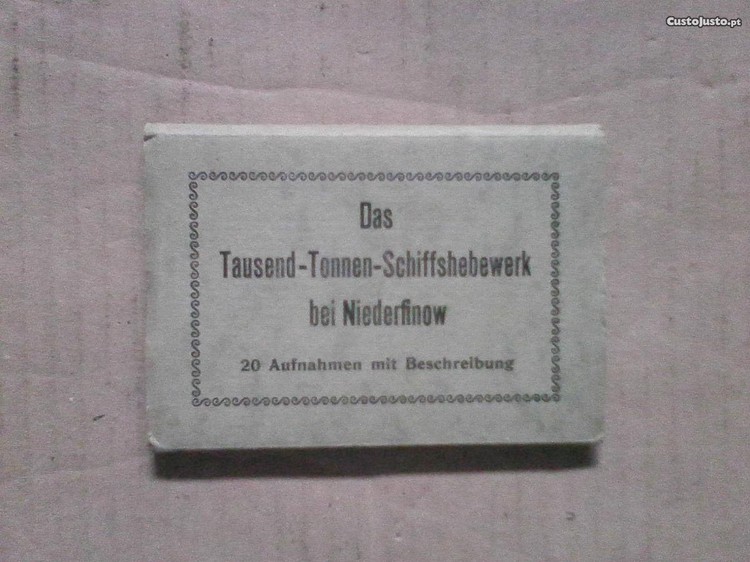 CustoJusto.pt
Das
Tausend-Tonnen-Schiffshebewerk
bei Niederfinow
20 Aufnahmen mit Beschreibung